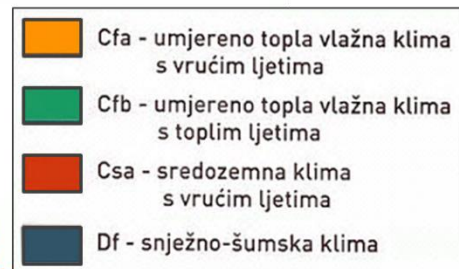 Cfa - umjereno topla vlažna klima
s vrućim ljetima
Cfb - umjereno topla vlažna klima
s toplim ljetima
Csa - sredozemna klima
s vrućim ljetima
Df - snježno-šumska klima